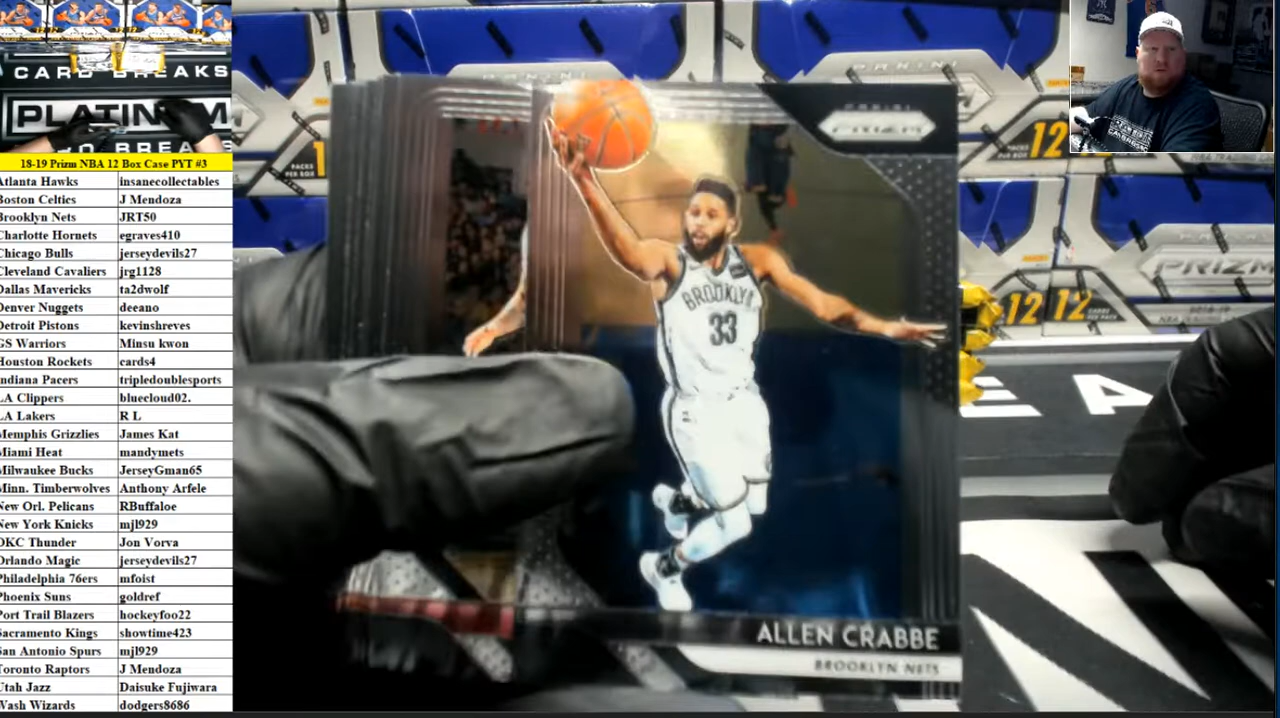 CARD BREAKS
PLATINUM
BREA
18-19 Prizm NBA 12 Box Case PYT #3
Atlanta Hawks insanecollectables
Boston Celtics J Mendoza
Brooklyn Nets JRT50
Charlotte Hornets egraves410
Chicago Bulls jerseydevils27
Cleveland Cavaliers jrg1128
Dallas Mavericks ta2dwolf
Denver Nuggets deeano
Detroit Pistons kevinshreves
GS Warriors Minsu kwon
Houston Rockets cards4
Indiana Pacers tripledoublesports
LA Clippers bluecloud02.
LA Lakers R L
Memphis Grizzlies James Kat
Miami Heat mandymets
Milwaukee Bucks JerseyGman65
Minn. Timberwolves Anthony Arfele
New Orl. Pelicans RBuffaloe
New York Knicks mjl929
OKC Thunder Jon Vorva
Orlando Magic jerseydevils27
Philadelphia 76ers mfoist
Phoenix Suns goldref
Port Trail Blazers hockeyfoo22
Sacramento Kings showtime423
San Antonio Spurs mjl929
Toronto Raptors J Mendoza
Utah Jazz Daisuke Fujiwara
Wash Wizards dodgers8686
PANINI
PANINI
PRIZM
BROOKLYN
33
ALLEN CRABBE
BROOKLYN NETS
PACKS
PER BOX
12
12 12
PRIZM
E A